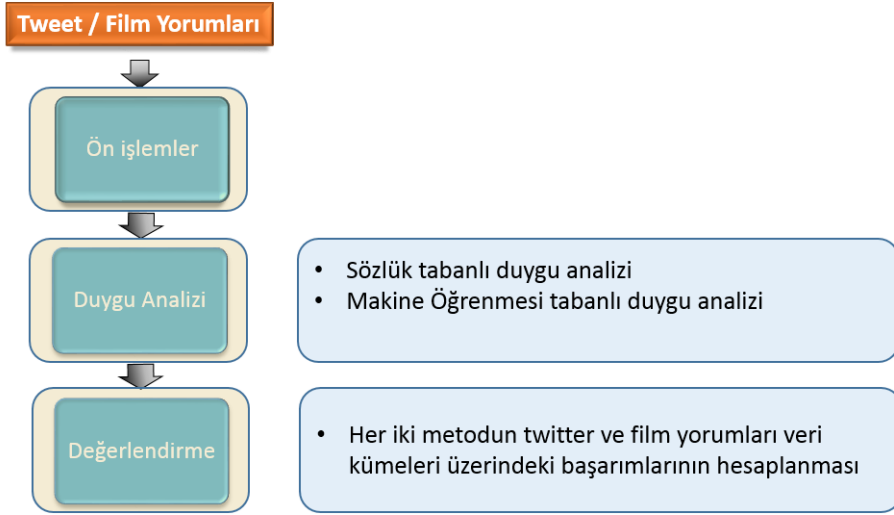 Tweet / Film Yorumları
Ön işlemler
Duygu Analizi
• Sözlük tabanlı duygu analizi
• Makine Öğrenmesi tabanlı duygu analizi
Değerlendirme
• Her iki metodun twitter ve film yorumları veri
kümeleri üzerindeki başarımlarının hesaplanması